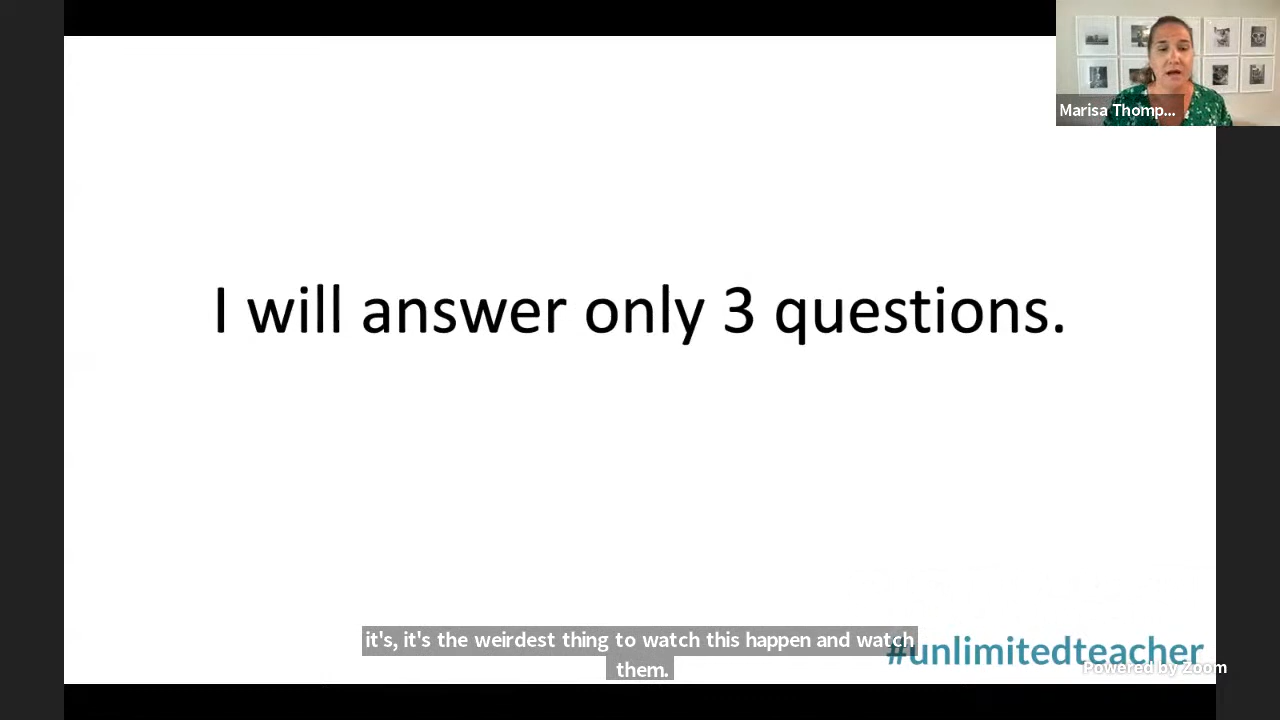 Marisa Thomp...
I will answer only 3 questions.
it's, it's the weirdest thing to watch this happen and watch
them.
#unlimitedteacher
Powered by Zoom